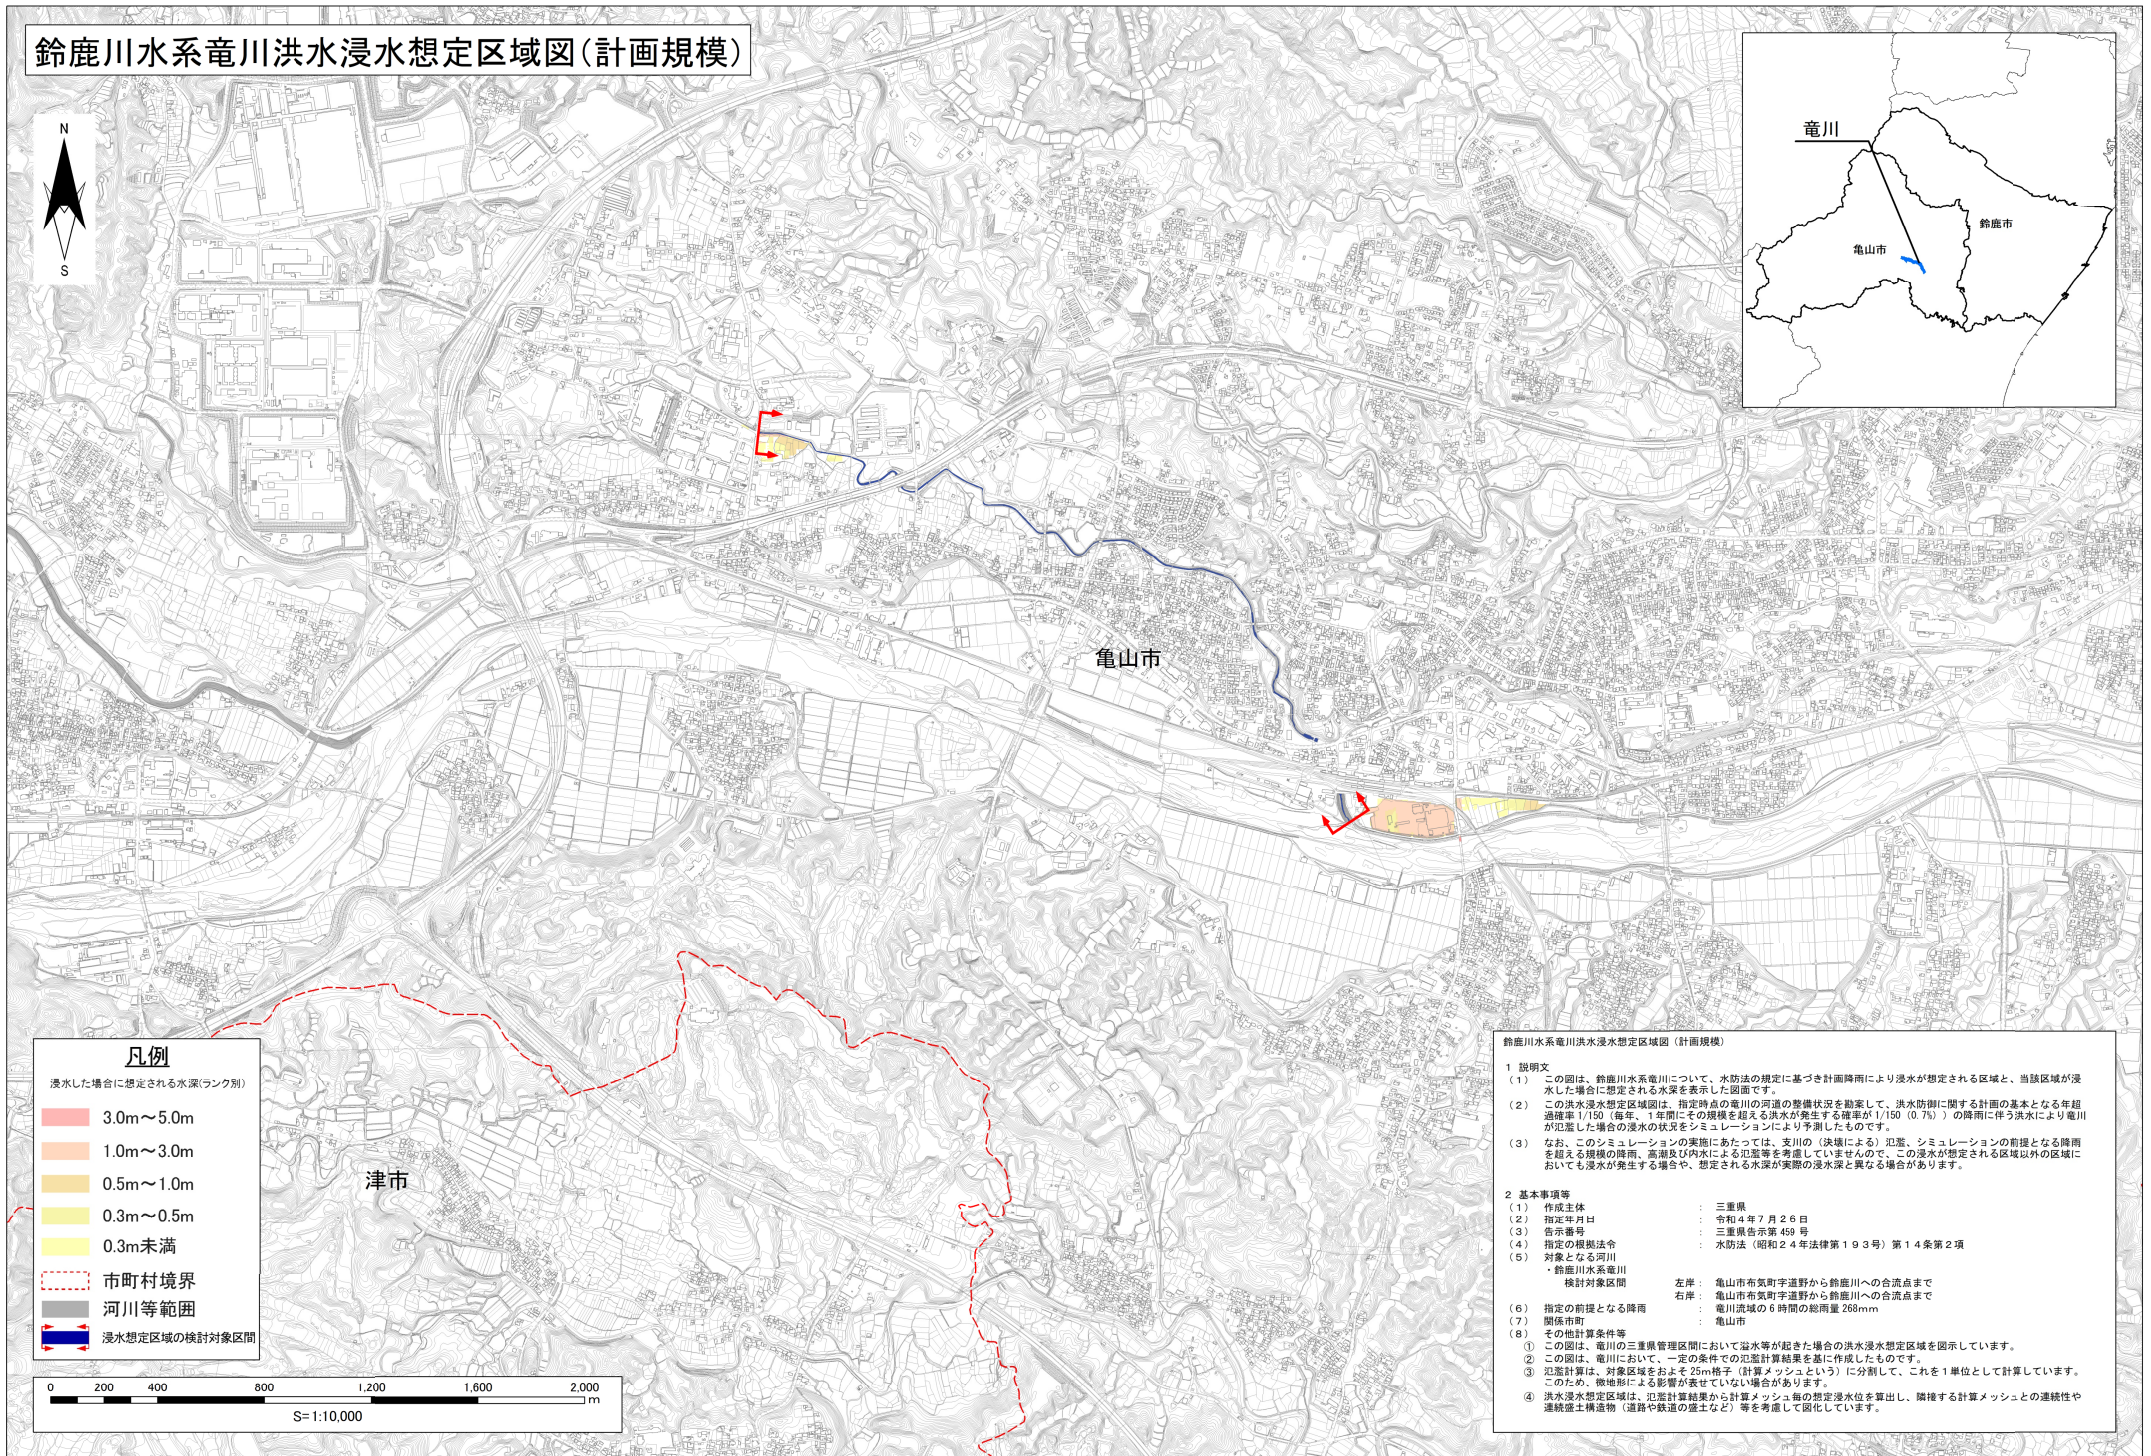 鈴鹿川水系竜川洪水浸水想定区域図(計画規模)
N
S
竜川
鈴鹿市
亀山市
亀山市
津市
凡例
浸水した場合に想定される水深(ランク別)
3.0m～5.0m
1.0m～3.0m
0.5m～1.0m
0.3m～0.5m
0.3m未満
市町村境界
河川等範囲
浸水想定区域の検討対象区間
0 200 400 800 1,200 1,600 2,000
m
S=1:10,000
鈴鹿川水系竜川洪水浸水想定区域図（計画規模）
1 説明文
(1) この図は、鈴鹿川水系竜川について、水防法の規定に基づき計画降雨により浸水が想定される区域と、当該区域が浸
水した場合に想定される水深を表示した図面です。
(2) この洪水浸水想定区域図は、指定時点の竜川の河道の整備状況を勘案して、洪水防御に関する計画の基本となる年超
過確率1/150（毎年、1年間にその規模を超える洪水が発生する確率が1/150（0.7%））の降雨に伴う洪水により竜川
が氾濫した場合の浸水の状況をシミュレーションにより予測したものです。
(3) なお、このシミュレーションの実施にあたっては、支川の（決壊による）氾濫、シミュレーションの前提となる降雨
を超える規模の降雨、高潮及び内水による氾濫等を考慮していませんので、この浸水が想定される区域以外の区域に
おいても浸水が発生する場合や、想定される水深が実際の浸水深と異なる場合があります。
2 基本事項等
(1) 作成主体 ： 三重県
(2) 指定年月日 ： 令和4年7月26日
(3) 告示番号 ： 三重県告示第459号
(4) 指定の根拠法令 ： 水防法（昭和24年法律第193号）第14条第2項
(5) 対象となる河川
・鈴鹿川水系竜川
検討対象区間 左岸： 亀山市布気町字道野から鈴鹿川への合流点まで
右岸： 亀山市布気町字道野から鈴鹿川への合流点まで
(6) 指定の前提となる降雨 ： 竜川流域の6時間の総雨量268mm
(7) 関係市町 ： 亀山市
(8) その他計算条件等
① この図は、竜川の三重県管理区間において溢水等が起きた場合の洪水浸水想定区域を図示しています。
② この図は、竜川において、一定の条件での氾濫計算結果を基に作成したものです。
③ 氾濫計算は、対象区域をおよそ25m格子（計算メッシュという）に分割して、これを1単位として計算しています。
このため、微地形による影響が表せていない場合があります。
④ 洪水浸水想定区域は、氾濫計算結果から計算メッシュ毎の想定浸水位を算出し、隣接する計算メッシュとの連続性や
連続盛土構造物（道路や鉄道の盛土など）等を考慮して図化しています。